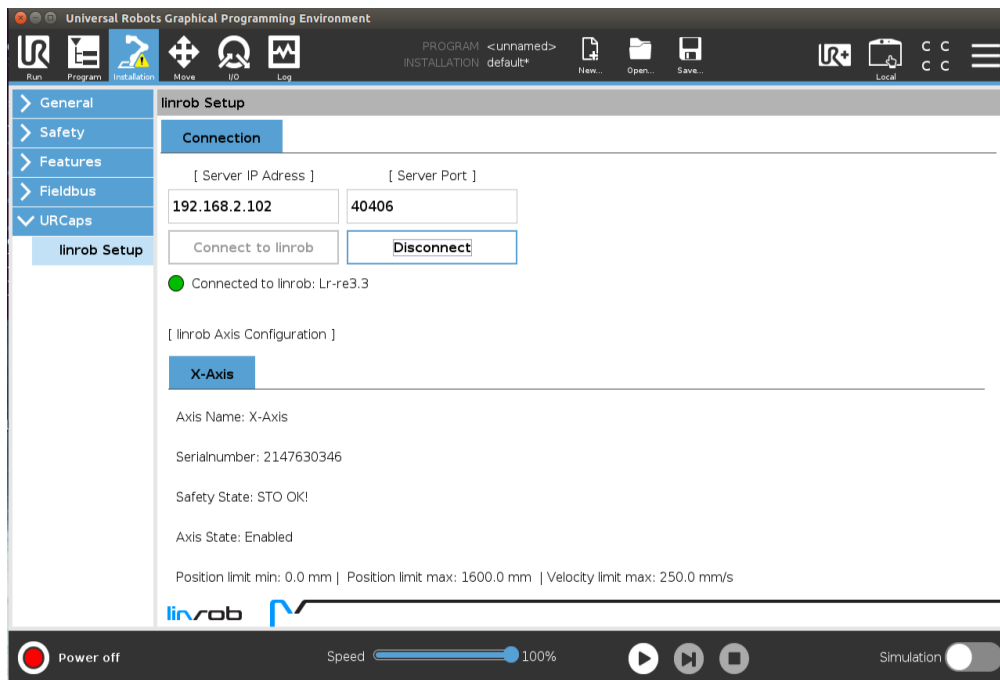 Universal Robots Graphical Programming Environment
PROGRAM <unnamed>
INSTALLATION default*
Run
Program
Installation
Move
I/O
Log
New...
Open...
Save...
UR+
Local
C C
C C
General
Safety
Features
Fieldbus
URCaps
linrob Setup
linrob Setup
Connection
[ Server IP Adress ]
[ Server Port ]
192.168.2.102
40406
Connect to linrob
Disconnect
Connected to linrob: Lr-re3.3
[ linrob Axis Configuration ]
X-Axis
Axis Name: X-Axis
Serialnumber: 2147630346
Safety State: STO OK!
Axis State: Enabled
Position limit min: 0.0 mm | Position limit max: 1600.0 mm | Velocity limit max: 250.0 mm/s
linrob
Power off
Speed
100%
Simulation